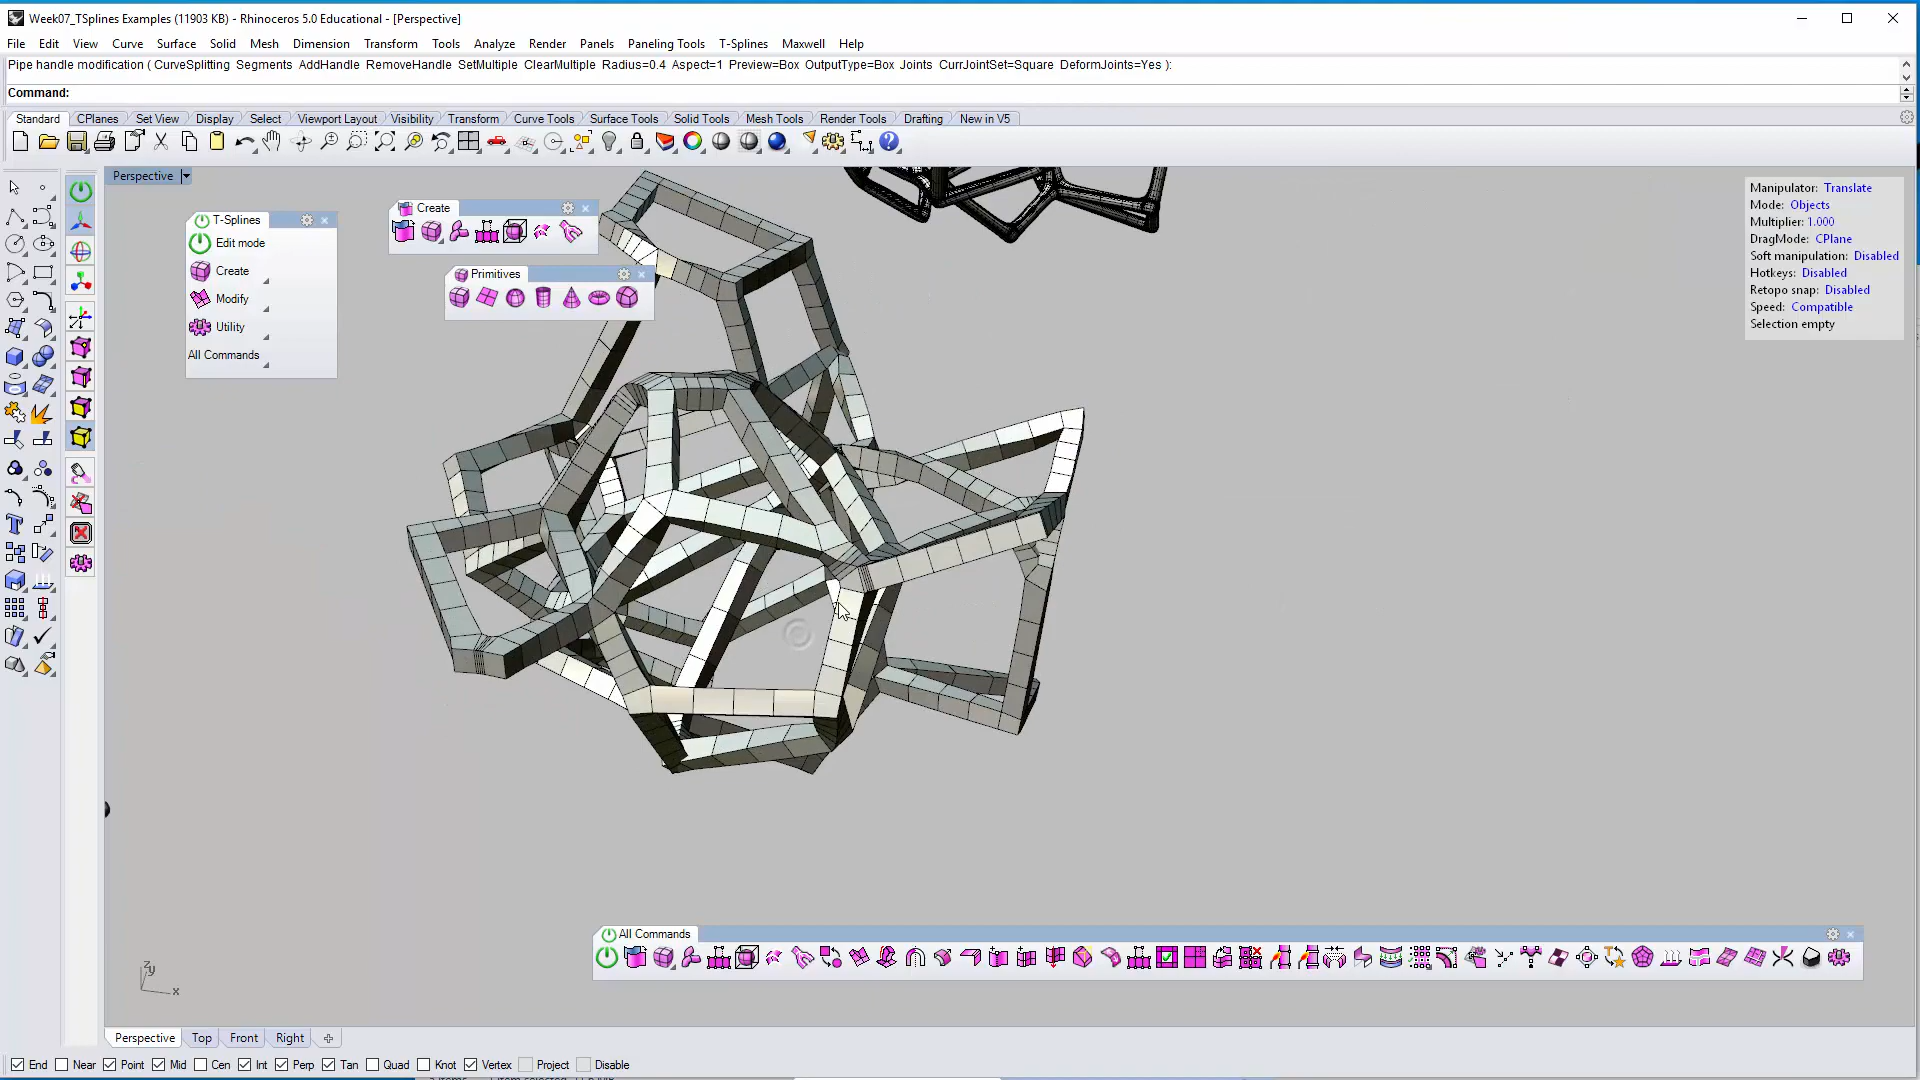 Week07_TSplines Examples (11903 KB) - Rhinoceros 5.0 Educational - [Perspective]
File Edit View Curve Surface Solid Mesh Dimension Transform Tools Analyze Render Panels Paneling Tools T-Splines Maxwell Help
Pipe handle modification ( CurveSplitting Segments AddHandle RemoveHandle SetMultiple ClearMultiple Radius=0.4 Aspect=1 Preview=Box OutputType=Box Joints CurrJointSet=Square DeformJoints=Yes ):
Command:
Standard CPlanes Set View Display Select Viewport Layout Visibility Transform Curve Tools Surface Tools Solid Tools Mesh Tools Render Tools Drafting New in V5
Perspective
Manipulator: Translate
Mode: Objects
Multiplier: 1.000
DragMode: CPlane
Soft manipulation: Disabled
Hotkeys: Disabled
Retopo snap: Disabled
Speed: Compatible
Selection empty
T-Splines
Edit mode
Create
Modify
Utility
All Commands
Create
Primitives
All Commands
z
y
x
Perspective Top Front Right
End Near Point Mid Cen Int Perp Tan Quad Knot Vertex Project Disable